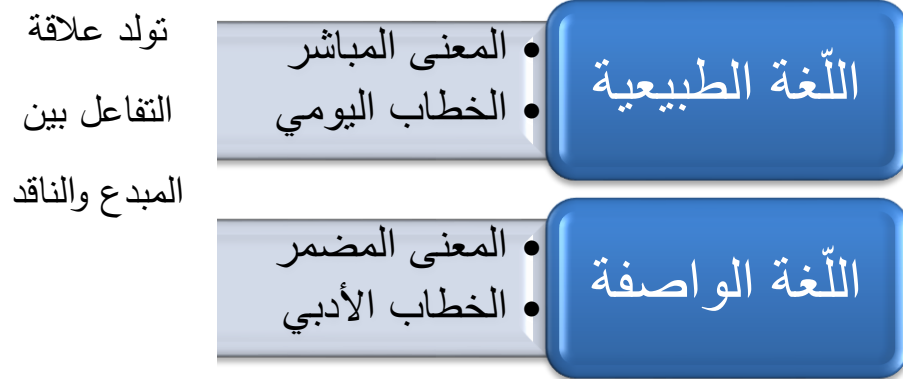 اللّغة الطبيعية
• المعنى المباشر
• الخطاب اليومي
اللّغة الواصفة
• المعنى المضمر
• الخطاب الأدبي
تولد علاقة
التفاعل بين
المبدع والناقد